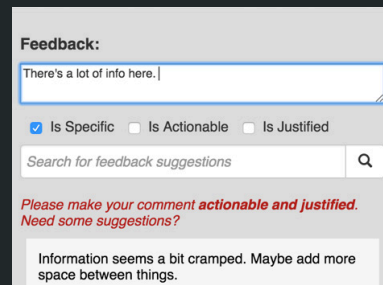 Feedback:
There's a lot of info here.
Is Specific Is Actionable Is Justified
Search for feedback suggestions
Please make your comment actionable and justified.
Need some suggestions?
Information seems a bit cramped. Maybe add more
space between things.